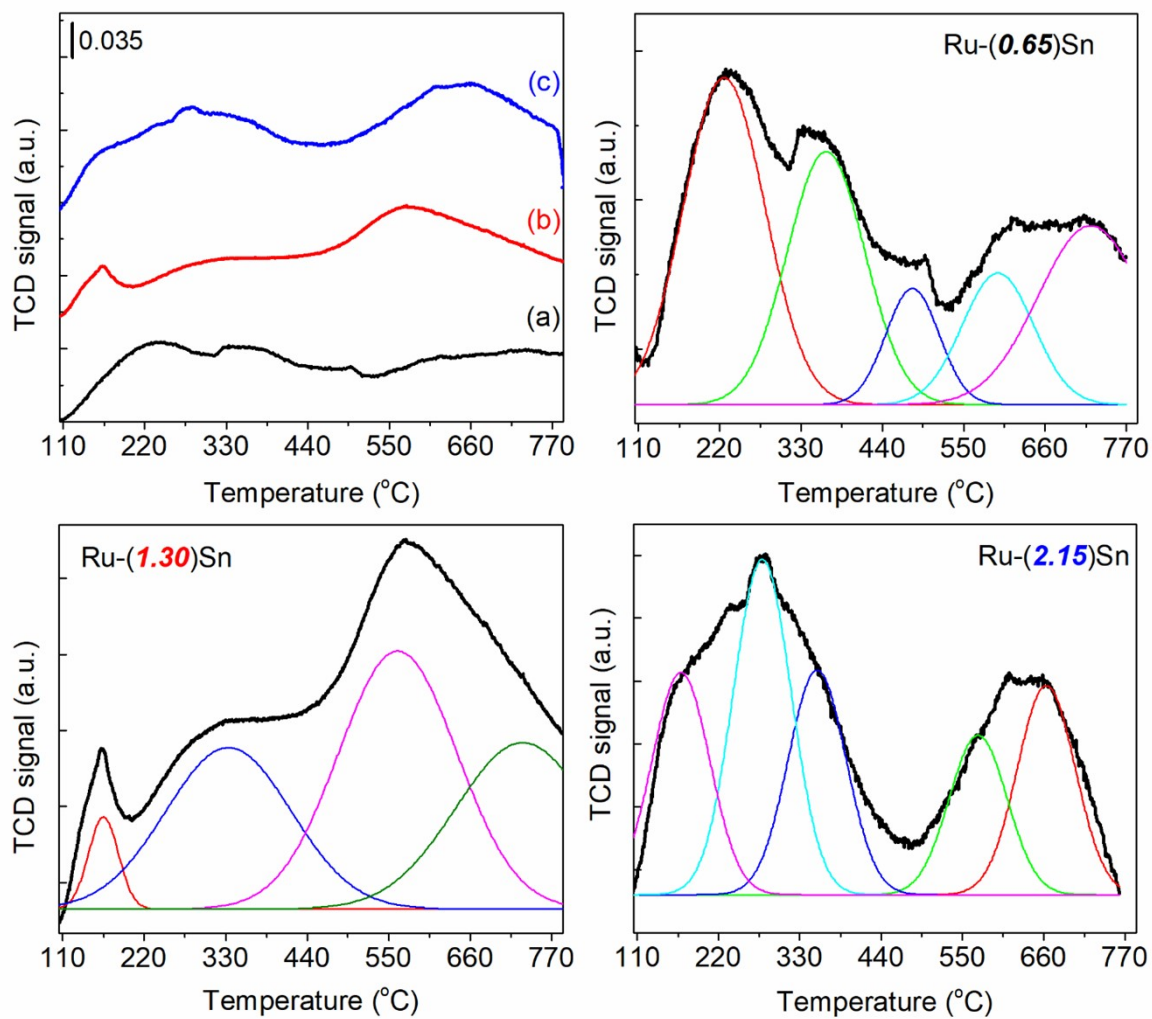 0.035
(c)
(b)
(a)
TCD signal (a.u.)
110 220 330 440 550 660 770
Temperature (°C)
Ru-(0.65)Sn
TCD signal (a.u.)
110 220 330 440 550 660 770
Temperature (°C)
Ru-(1.30)Sn
TCD signal (a.u.)
110 220 330 440 550 660 770
Temperature (°C)
Ru-(2.15)Sn
TCD signal (a.u.)
110 220 330 440 550 660 770
Temperature (°C)